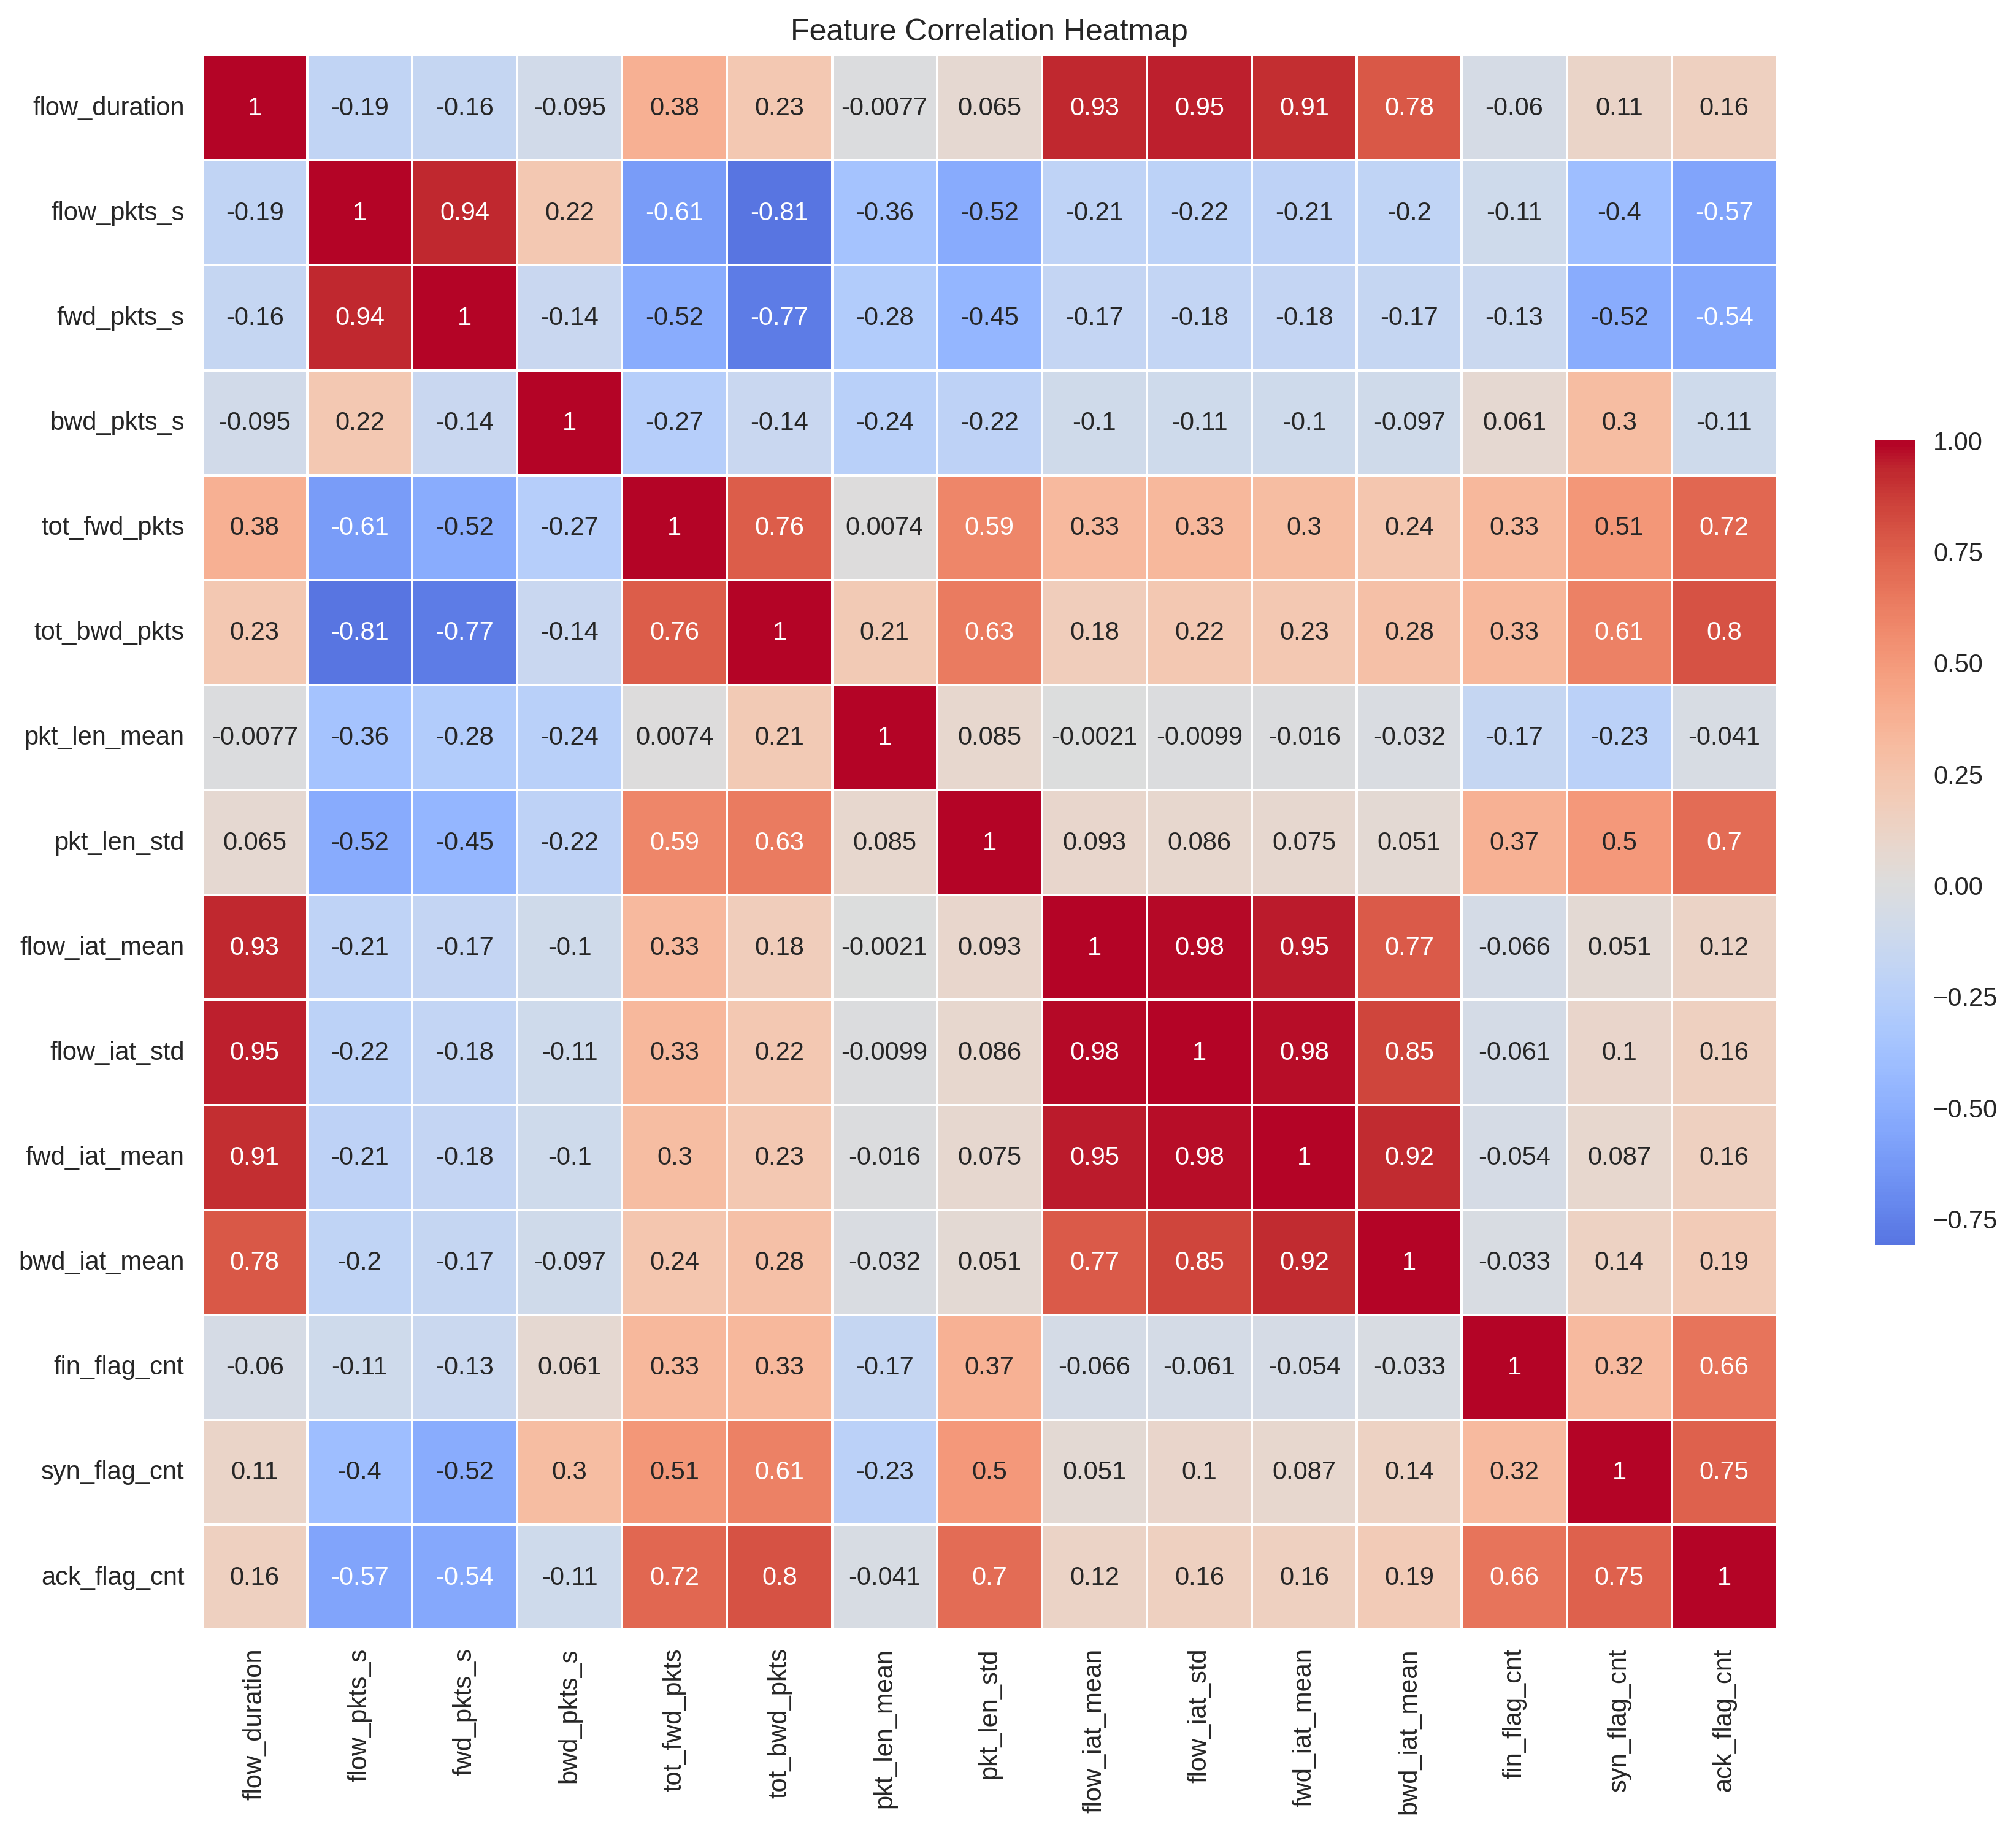 Feature Correlation Heatmap
flow_duration 1 -0.19 -0.16 -0.095 0.38 0.23 -0.0077 0.065 0.93 0.95 0.91 0.78 -0.06 0.11 0.16
flow_pkts_s -0.19 1 0.94 0.22 -0.61 -0.81 -0.36 -0.52 -0.21 -0.22 -0.21 -0.2 -0.11 -0.4 -0.57
fwd_pkts_s -0.16 0.94 1 -0.14 -0.52 -0.77 -0.28 -0.45 -0.17 -0.18 -0.18 -0.17 -0.13 -0.52 -0.54
bwd_pkts_s -0.095 0.22 -0.14 1 -0.27 -0.14 -0.24 -0.22 -0.1 -0.11 -0.1 -0.097 0.061 0.3 -0.11
tot_fwd_pkts 0.38 -0.61 -0.52 -0.27 1 0.76 0.0074 0.59 0.33 0.33 0.3 0.24 0.33 0.51 0.72
tot_bwd_pkts 0.23 -0.81 -0.77 -0.14 0.76 1 0.21 0.63 0.18 0.22 0.23 0.28 0.33 0.61 0.8
pkt_len_mean -0.0077 -0.36 -0.28 -0.24 0.0074 0.21 1 0.085 -0.0021 -0.0099 -0.016 -0.032 -0.17 -0.23 -0.041
pkt_len_std 0.065 -0.52 -0.45 -0.22 0.59 0.63 0.085 1 0.093 0.086 0.075 0.051 0.37 0.5 0.7
flow_iat_mean 0.93 -0.21 -0.17 -0.1 0.33 0.18 -0.0021 0.093 1 0.98 0.95 0.77 -0.066 0.051 0.12
flow_iat_std 0.95 -0.22 -0.18 -0.11 0.33 0.22 -0.0099 0.086 0.98 1 0.98 0.85 -0.061 0.1 0.16
fwd_iat_mean 0.91 -0.21 -0.18 -0.1 0.3 0.23 -0.016 0.075 0.95 0.98 1 0.92 -0.054 0.087 0.16
bwd_iat_mean 0.78 -0.2 -0.17 -0.097 0.24 0.28 -0.032 0.051 0.77 0.85 0.92 1 -0.033 0.14 0.19
fin_flag_cnt -0.06 -0.11 -0.13 0.061 0.33 0.33 -0.17 0.37 -0.066 -0.061 -0.054 -0.033 1 0.32 0.66
syn_flag_cnt 0.11 -0.4 -0.52 0.3 0.51 0.61 -0.23 0.5 0.051 0.1 0.087 0.14 0.32 1 0.75
ack_flag_cnt 0.16 -0.57 -0.54 -0.11 0.72 0.8 -0.041 0.7 0.12 0.16 0.16 0.19 0.66 0.75 1
flow_duration
flow_pkts_s
fwd_pkts_s
bwd_pkts_s
tot_fwd_pkts
tot_bwd_pkts
pkt_len_mean
pkt_len_std
flow_iat_mean
flow_iat_std
fwd_iat_mean
bwd_iat_mean
fin_flag_cnt
syn_flag_cnt
ack_flag_cnt
1.00
0.75
0.50
0.25
0.00
−0.25
−0.50
−0.75